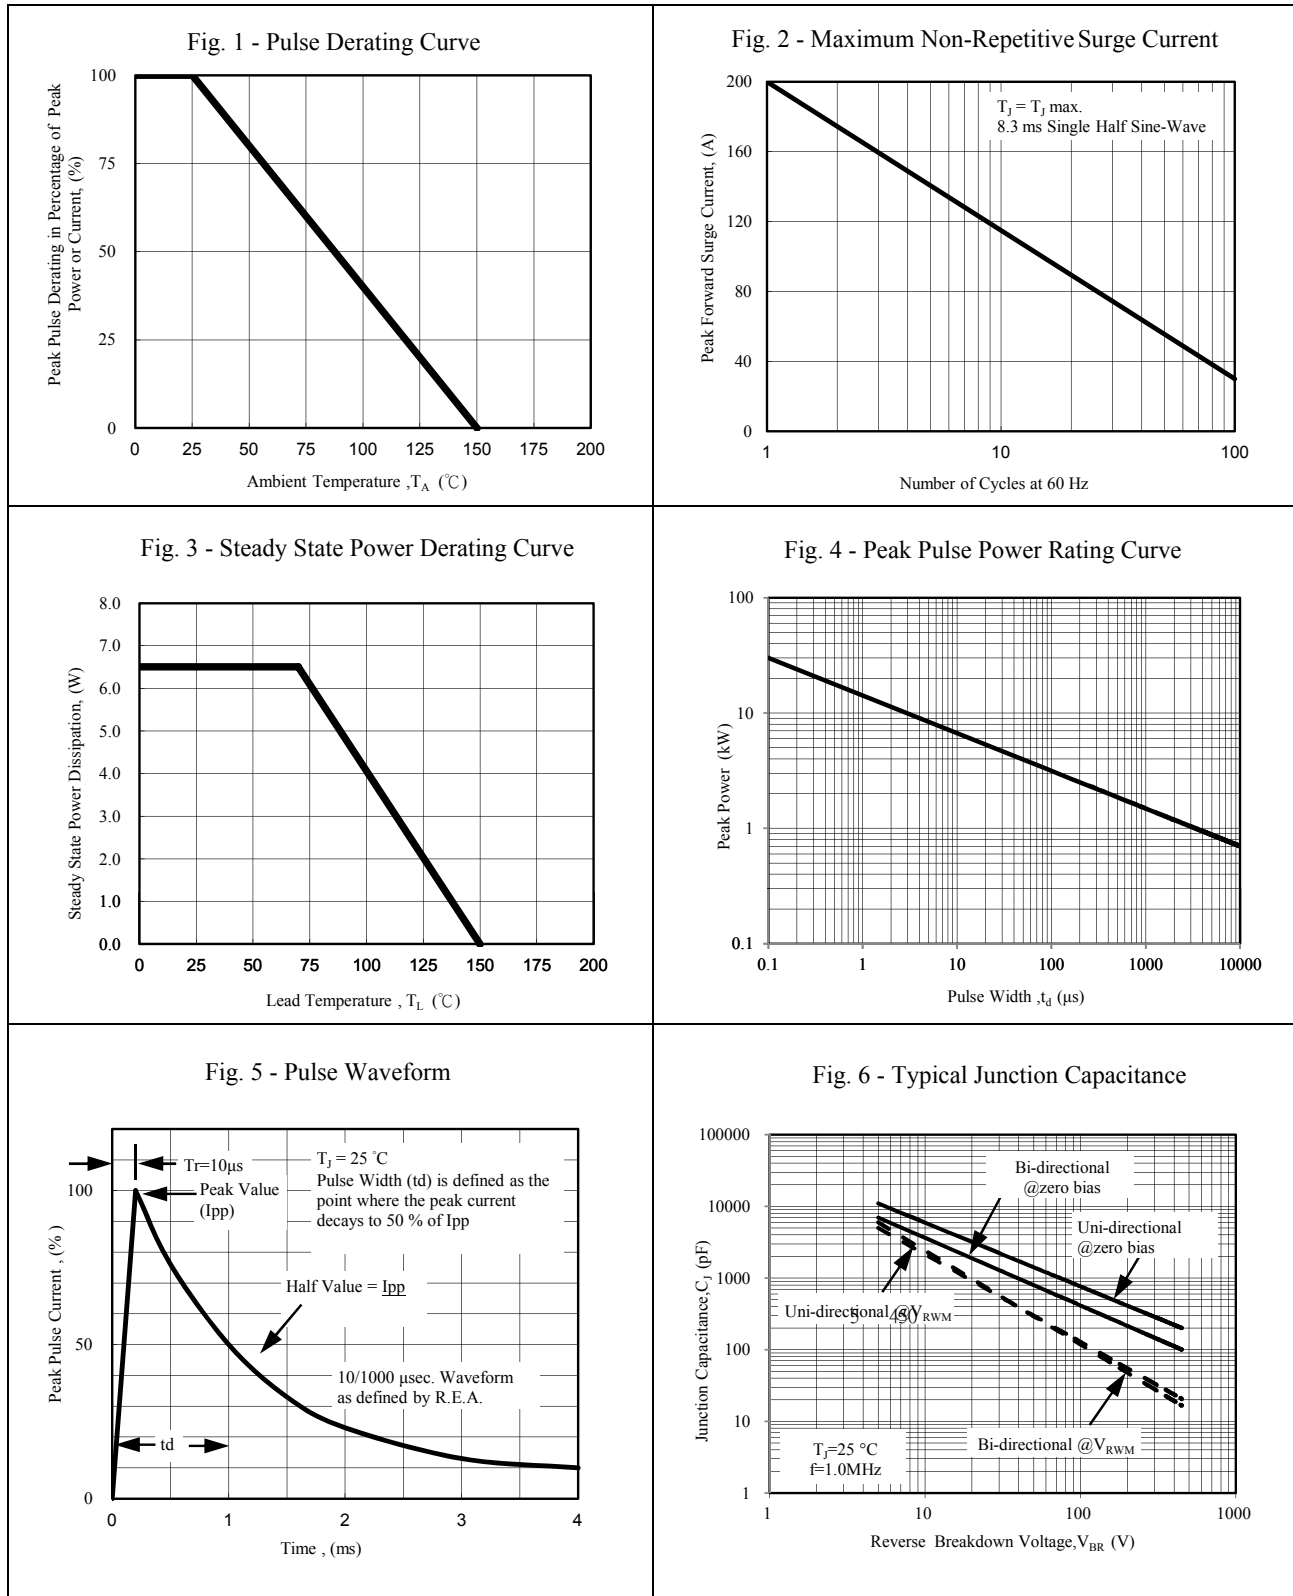 Fig. 1 - Pulse Derating Curve
Peak Pulse Derating in Percentage of Peak
Power or Current, (%)
100
75
50
25
0
0 25 50 75 100 125 150 175 200
Ambient Temperature ,TA (℃)
Fig. 2 - Maximum Non-Repetitive Surge Current
Peak Forward Surge Current, (A)
200
160
120
80
40
0
TJ = TJ max.
8.3 ms Single Half Sine-Wave
1 10 100
Number of Cycles at 60 Hz
Fig. 3 - Steady State Power Derating Curve
Steady State Power Dissipation, (W)
8.0
7.0
6.0
5.0
4.0
3.0
2.0
1.0
0.0
0 25 50 75 100 125 150 175 200
Lead Temperature , TL (℃)
Fig. 4 - Peak Pulse Power Rating Curve
Peak Power (kW)
100
10
1
0.1
0.1 1 10 100 1000 10000
Pulse Width ,td (µs)
Fig. 5 - Pulse Waveform
Peak Pulse Current , (% )
100
50
0
Tr=10µs
Peak Value
(Ipp)
TJ = 25 ℃
Pulse Width (td) is defined as the
point where the peak current
decays to 50 % of Ipp
Half Value = Ipp
10/1000 µsec. Waveform
as defined by R.E.A.
td
0 1 2 3 4
Time , (ms)
Fig. 6 - Typical Junction Capacitance
Junction Capacitance,CJ (pF)
100000
10000
1000
100
10
1
Bi-directional
@zero bias
Uni-directional
@zero bias
Uni-directional @VRWM
5 450
Bi-directional @VRWM
TJ=25 °C
f=1.0MHz
1 10 100 1000
Reverse Breakdown Voltage,VBR (V)